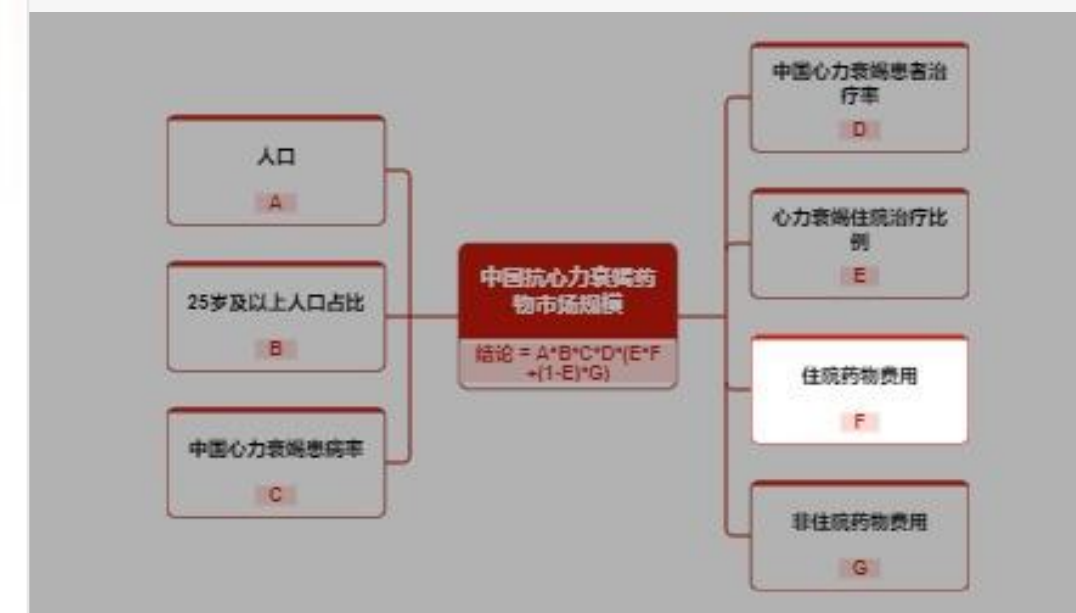 人口
A
25岁及以上人口占比
B
中国心力衰竭患病率
C
中国抗心力衰竭药
物市场规模
结论 = A*B*C*D*(E*F
+(1-E)*G)
中国心力衰竭患者治
疗率
D
心力衰竭住院治疗比
例
E
住院药物费用
F
非住院药物费用
G